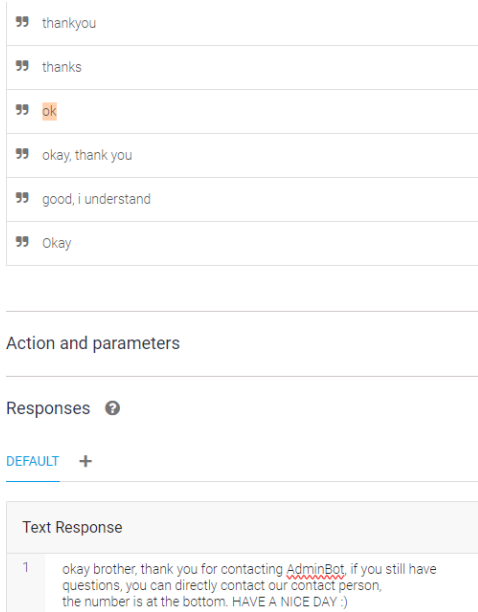 thankyou
thanks
ok
okay, thank you
good, i understand
Okay
Action and parameters
Responses
DEFAULT +
Text Response
1 okay brother, thank you for contacting AdminBot, if you still have
questions, you can directly contact our contact person,
the number is at the bottom. HAVE A NICE DAY :)